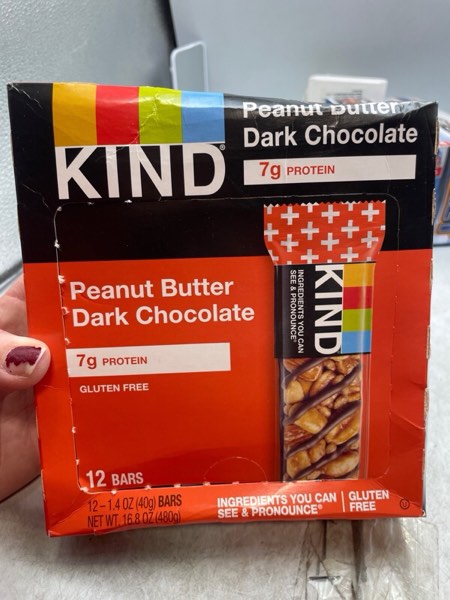 Peanut Butter
Dark Chocolate
7g PROTEIN
KIND
Peanut Butter
Dark Chocolate
7g PROTEIN
GLUTEN FREE
KIND
INGREDIENTS YOU CAN
SEE & PRONOUNCE®
12 BARS
12 – 1.4 OZ (40g) BARS
NET WT. 16.8 OZ (480g)
INGREDIENTS YOU CAN
SEE & PRONOUNCE®
GLUTEN
FREE